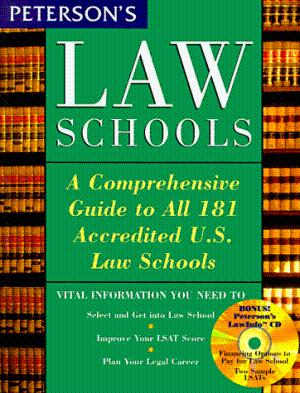 PETERSON'S
LAW
SCHOOLS
A Comprehensive
Guide to All 181
Accredited U.S.
Law Schools
VITAL INFORMATION YOU NEED TO
Select and Get into Law School
Improve Your LSAT Score
Plan Your Legal Career
BONUS!
Peterson's
LawInfo™ CD
Financing Options to
Pay for Law School
Two Sample
LSATs